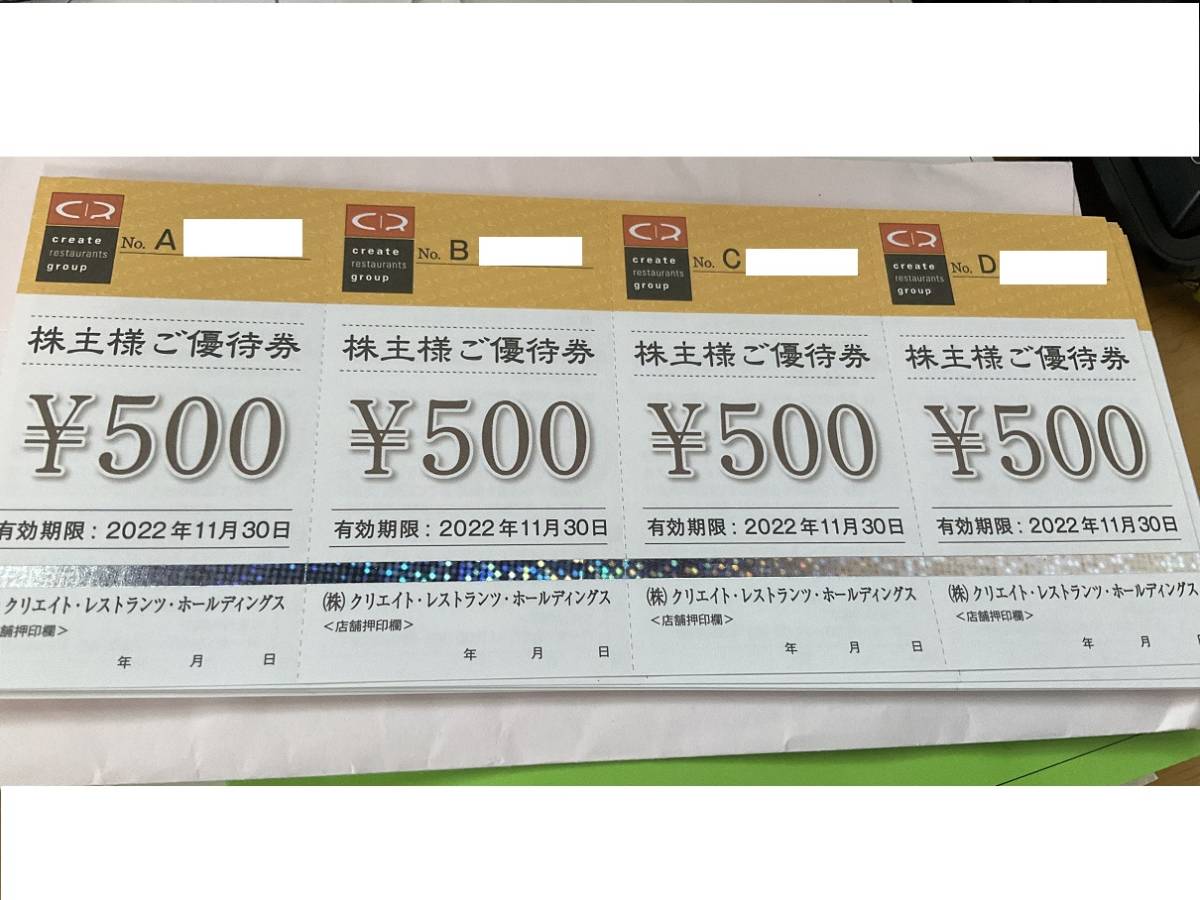 create
restaurants
group
No. A
株主様ご優待券
¥500
有効期限：2022年11月30日
クリエイト・レストランツ・ホールディングス
舗押印欄＞
年 月 日
create
restaurants
group
No. B
株主様ご優待券
¥500
有効期限：2022年11月30日
㈱クリエイト・レストランツ・ホールディングス
＜店舗押印欄＞
年 月 日
create
restaurants
group
No. C
株主様ご優待券
¥500
有効期限：2022年11月30日
㈱クリエイト・レストランツ・ホールディングス
＜店舗押印欄＞
年 月 日
create
restaurants
group
No. D
株主様ご優待券
¥500
有効期限：2022年11月30日
㈱クリエイト・レストランツ・ホールディングス
＜店舗押印欄＞
年 月